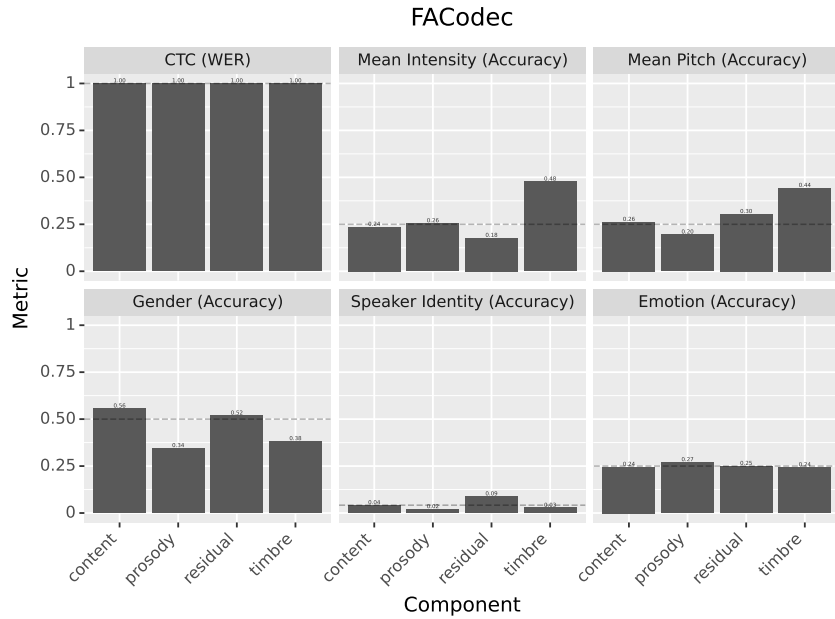 FACodec
CTC (WER)
Mean Intensity (Accuracy)
Mean Pitch (Accuracy)
1
0.75
0.50
0.25
0
1.00 1.00 1.00 1.00
0.24 0.26 0.18 0.48
0.26 0.20 0.30 0.44
Metric
Gender (Accuracy)
Speaker Identity (Accuracy)
Emotion (Accuracy)
1
0.75
0.50
0.25
0
0.56 0.34 0.52 0.38
0.04 0.02 0.09 0.03
0.24 0.27 0.25 0.24
content prosody residual timbre
content prosody residual timbre
content prosody residual timbre
Component